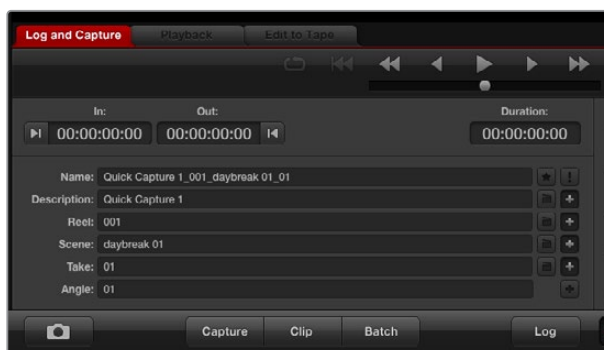 Log and Capture Playback Edit to Tape
In: Out: Duration:
00:00:00:00 00:00:00:00 00:00:00:00
Name: Quick Capture 1_001_daybreak 01_01
Description: Quick Capture 1
Reel: 001
Scene: daybreak 01
Take: 01
Angle: 01
Capture Clip Batch Log